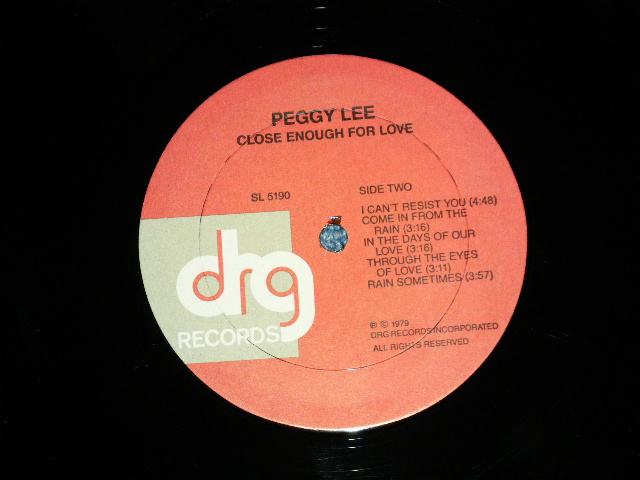 PEGGY LEE
CLOSE ENOUGH FOR LOVE
SL 5190
SIDE TWO
I CAN'T RESIST YOU (4:48)
COME IN FROM THE
RAIN (3:16)
IN THE DAYS OF OUR
LOVE (3:16)
THROUGH THE EYES
OF LOVE (3:11)
RAIN SOMETIMES (3:57)
drg
RECORDS
℗ © 1979
DRG RECORDS INCORPORATED
ALL RIGHTS RESERVED